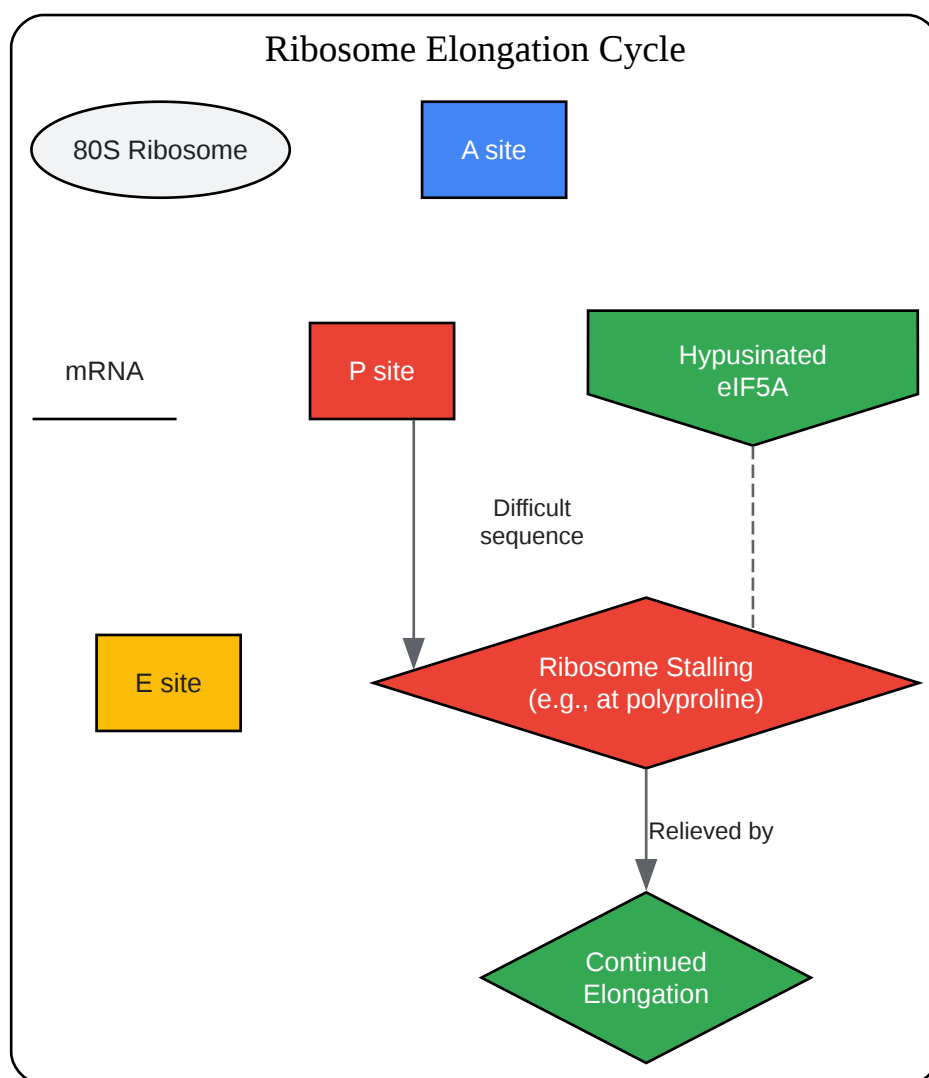 Ribosome Elongation Cycle
80S Ribosome
A site
mRNA
P site
Hypusinated
eIF5A
Difficult
sequence
E site
Ribosome Stalling
(e.g., at polyproline)
Relieved by
Continued
Elongation